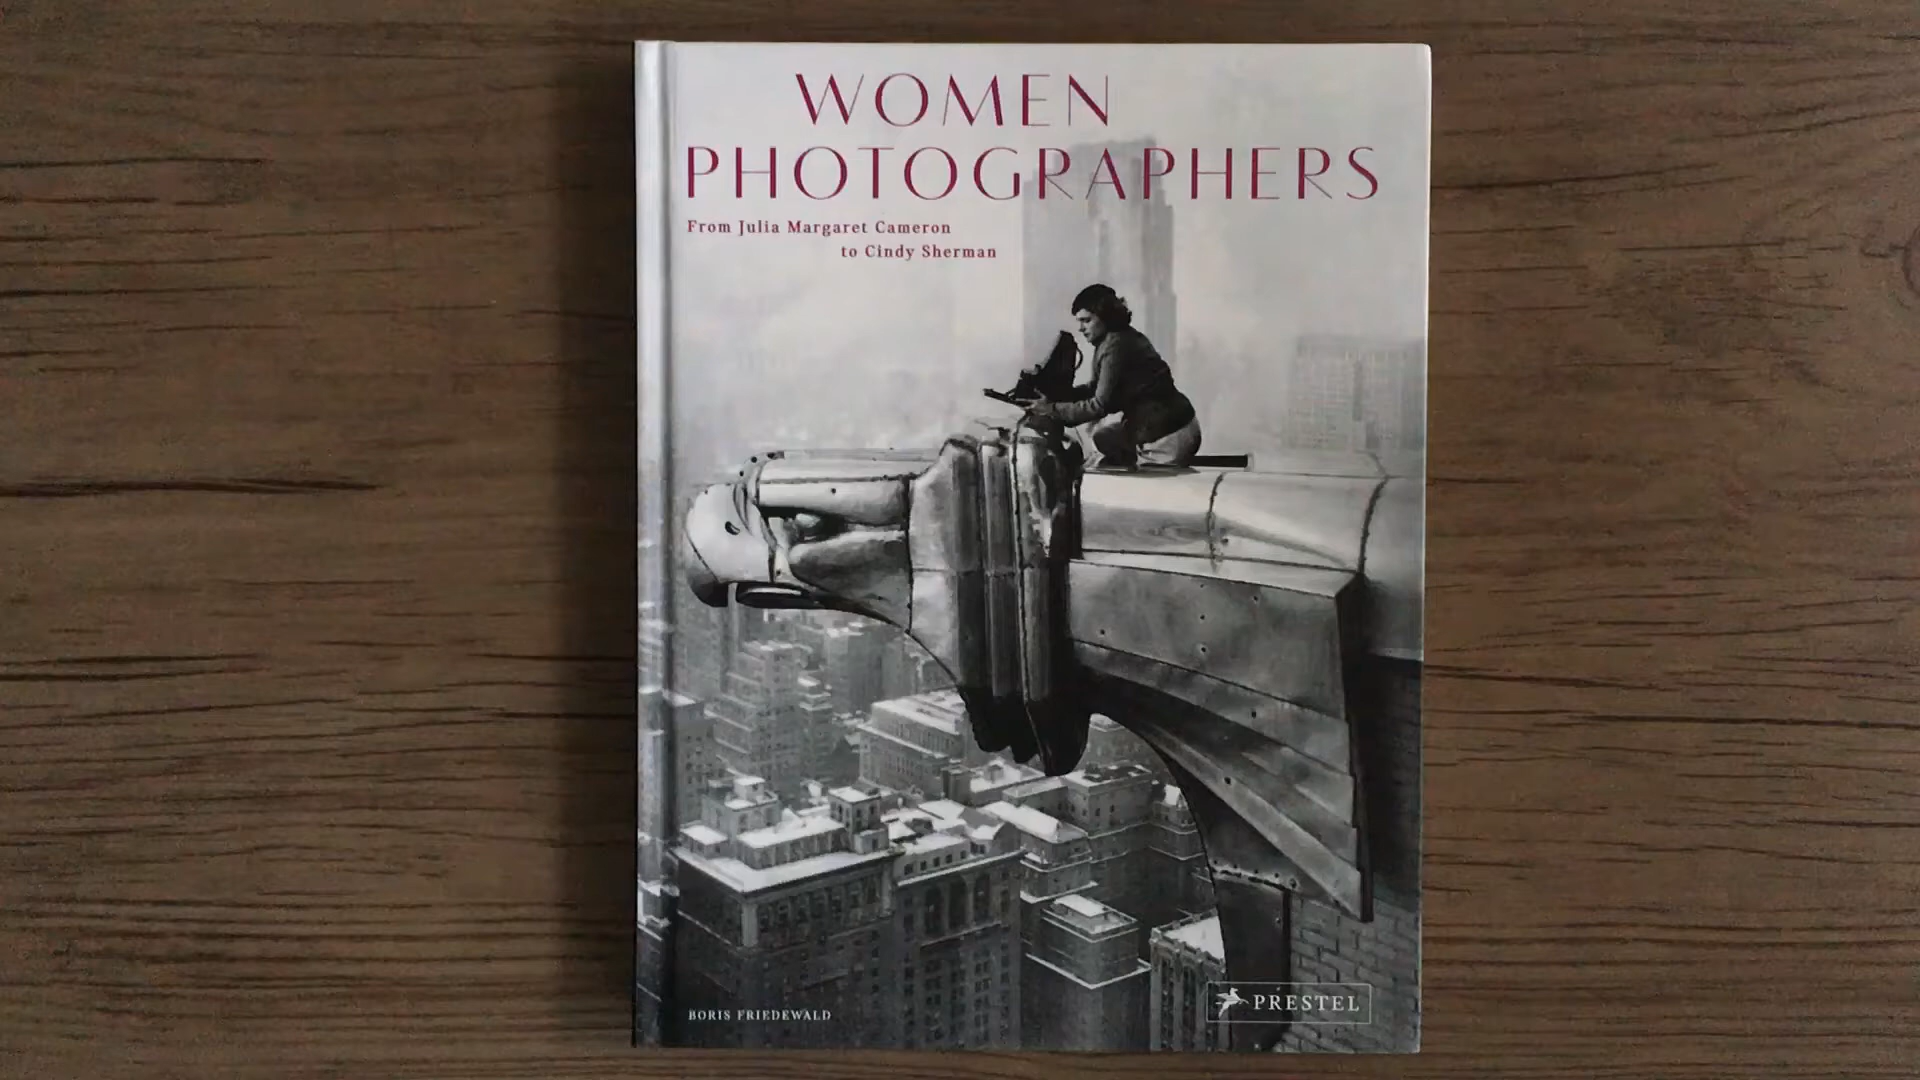 WOMEN
PHOTOGRAPHERS
From Julia Margaret Cameron
to Cindy Sherman
BORIS FRIEDEWALD
PRESTEL